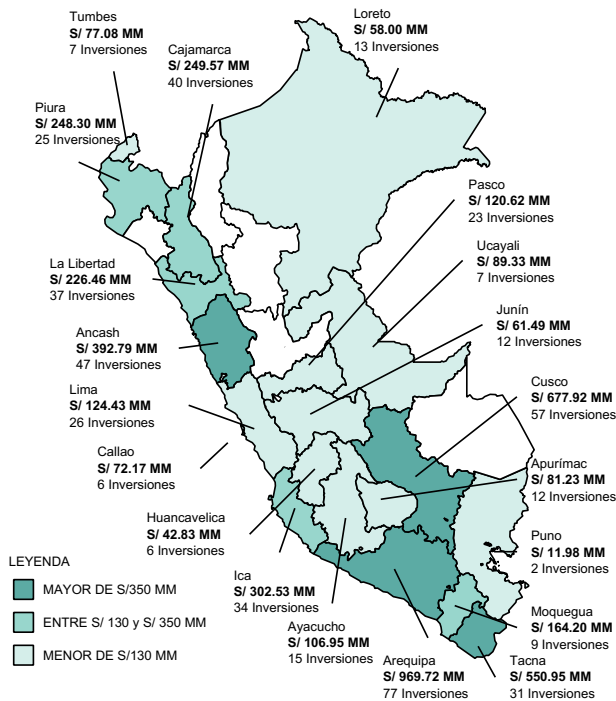 Tumbes
S/ 77.08 MM
7 Inversiones
Cajamarca
S/ 249.57 MM
40 Inversiones
Loreto
S/ 58.00 MM
13 Inversiones
Piura
S/ 248.30 MM
25 Inversiones
Pasco
S/ 120.62 MM
23 Inversiones
Ucayali
S/ 89.33 MM
7 Inversiones
La Libertad
S/ 226.46 MM
37 Inversiones
Junín
S/ 61.49 MM
12 Inversiones
Ancash
S/ 392.79 MM
47 Inversiones
Cusco
S/ 677.92 MM
57 Inversiones
Lima
S/ 124.43 MM
26 Inversiones
Callao
S/ 72.17 MM
6 Inversiones
Apurímac
S/ 81.23 MM
12 Inversiones
Huancavelica
S/ 42.83 MM
6 Inversiones
Puno
S/ 11.98 MM
2 Inversiones
Ica
S/ 302.53 MM
34 Inversiones
Ayacucho
S/ 106.95 MM
15 Inversiones
Arequipa
S/ 969.72 MM
77 Inversiones
Moquegua
S/ 164.20 MM
9 Inversiones
Tacna
S/ 550.95 MM
31 Inversiones
LEYENDA
MAYOR DE S/350 MM
ENTRE S/ 130 y S/ 350 MM
MENOR DE S/130 MM